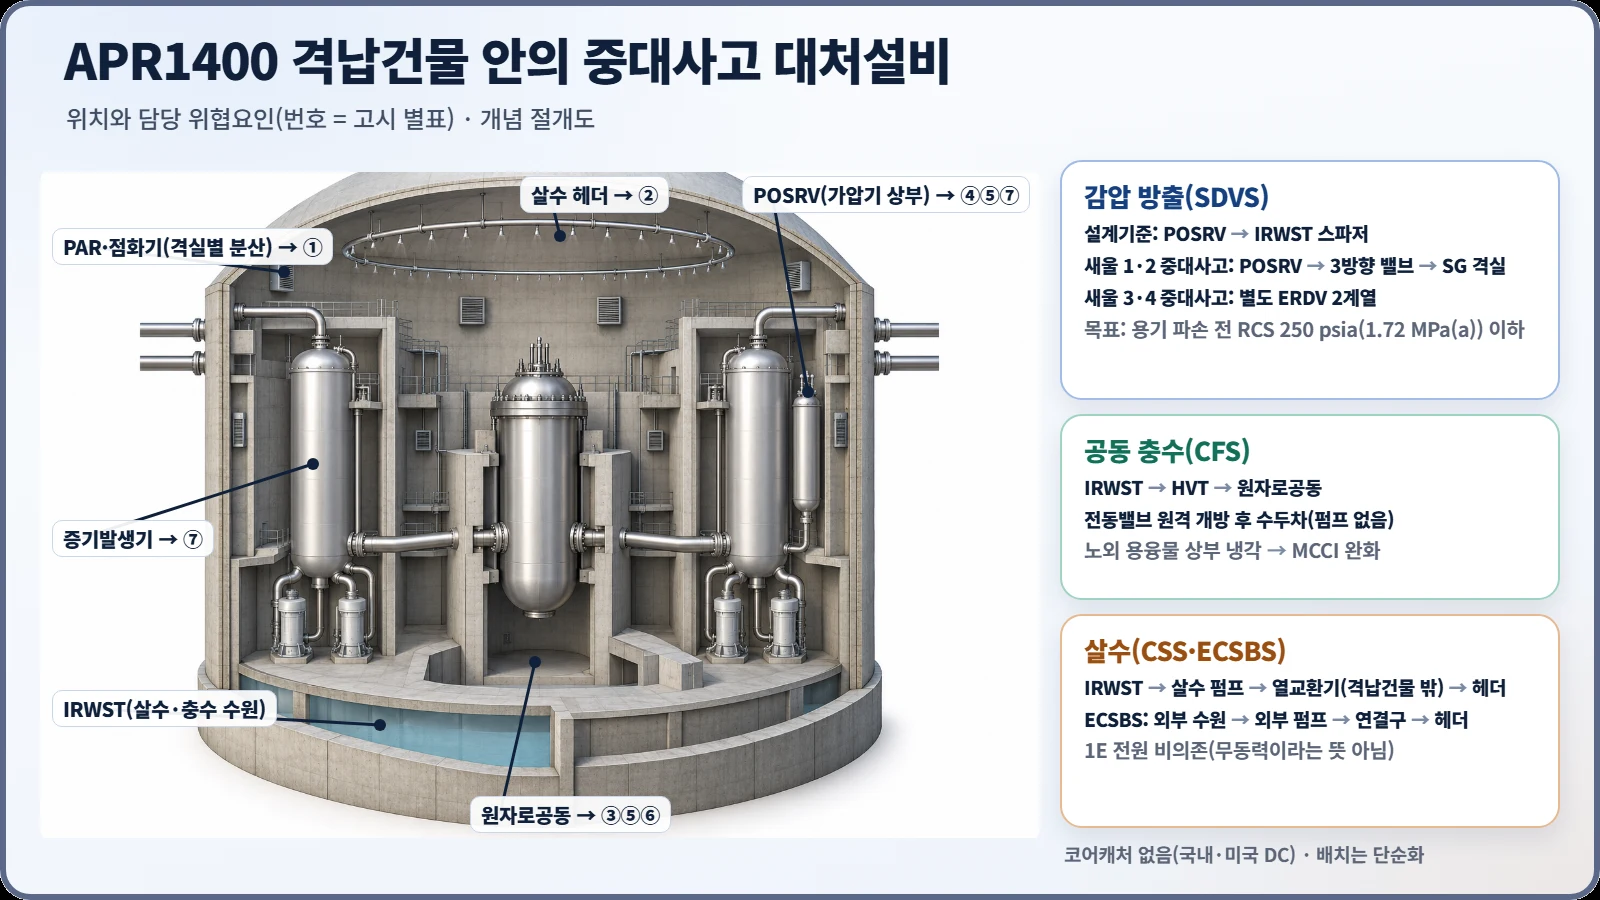 APR1400 격납건물 안의 중대사고 대처설비
위치와 담당 위협요인(번호 = 고시 별표) · 개념 절개도
살수 헤더 → ②
POSRV(가압기 상부) → ④⑤⑦
PAR·점화기(격실별 분산) → ①
증기발생기 → ⑦
IRWST(살수·충수 수원)
원자로공동 → ③⑤⑥
감압 방출(SDVS)
설계기준: POSRV → IRWST 스파저
새울 1·2 중대사고: POSRV → 3방향 밸브 → SG 격실
새울 3·4 중대사고: 별도 ERDV 2계열
목표: 용기 파손 전 RCS 250 psia(1.72 MPa(a)) 이하
공동 충수(CFS)
IRWST → HVT → 원자로공동
전동밸브 원격 개방 후 수두차(펌프 없음)
노외 용융물 상부 냉각 → MCCI 완화
살수(CSS·ECSBS)
IRWST → 살수 펌프 → 열교환기(격납건물 밖) → 헤더
ECSBS: 외부 수원 → 외부 펌프 → 연결구 → 헤더
1E 전원 비의존(무동력이라는 뜻 아님)
코어캐처 없음(국내·미국 DC) · 배치는 단순화